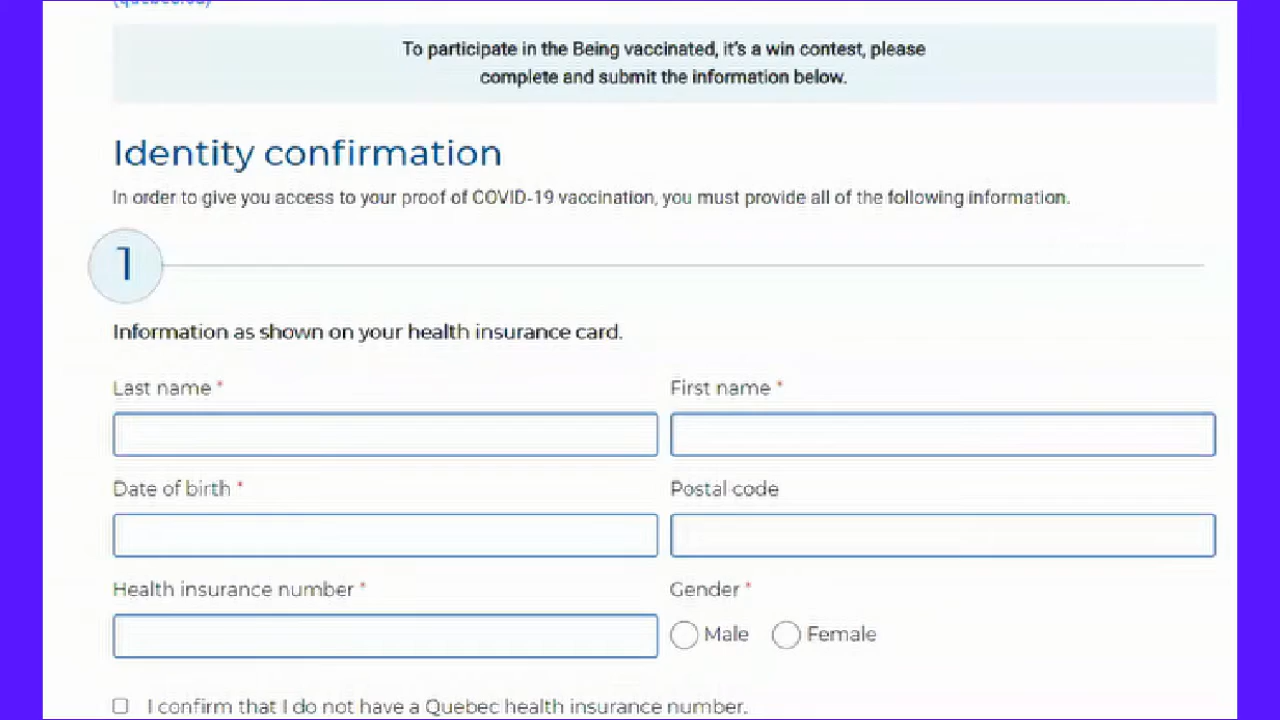 (quebec.ca)
To participate in the Being vaccinated, it's a win contest, please
complete and submit the information below.
Identity confirmation
In order to give you access to your proof of COVID-19 vaccination, you must provide all of the following information.
1
Information as shown on your health insurance card.
Last name * First name *
Date of birth * Postal code
Health insurance number * Gender *
Male Female
I confirm that I do not have a Quebec health insurance number.